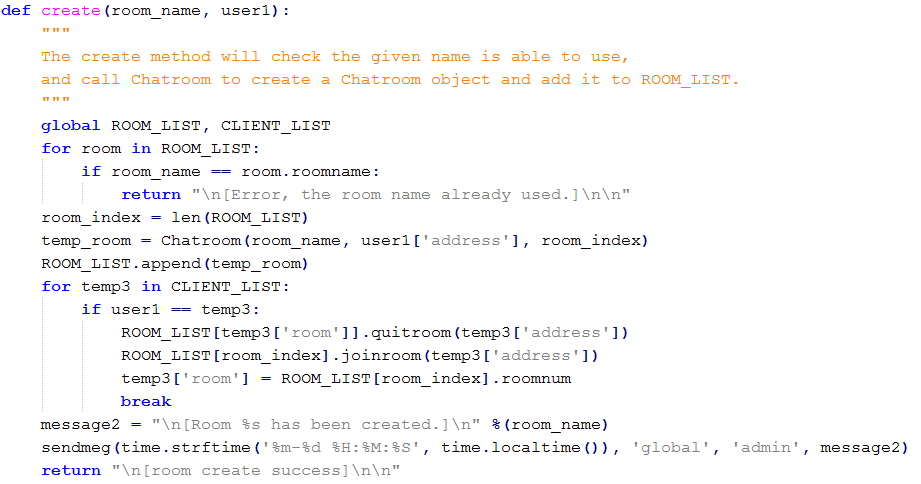 def create(room_name, user1):
    """
    The create method will check the given name is able to use,
    and call Chatroom to create a Chatroom object and add it to ROOM_LIST.
    """
    global ROOM_LIST, CLIENT_LIST
    for room in ROOM_LIST:
        if room_name == room.roomname:
            return "\n[Error, the room name already used.]\n\n"
    room_index = len(ROOM_LIST)
    temp_room = Chatroom(room_name, user1['address'], room_index)
    ROOM_LIST.append(temp_room)
    for temp3 in CLIENT_LIST:
        if user1 == temp3:
            ROOM_LIST[temp3['room']].quitroom(temp3['address'])
            ROOM_LIST[room_index].joinroom(temp3['address'])
            temp3['room'] = ROOM_LIST[room_index].roomnum
            break
    message2 = "\n[Room %s has been created.]\n" %(room_name)
    sendmeg(time.strftime('%m-%d %H:%M:%S', time.localtime()), 'global', 'admin', message2)
    return "\n[room create success]\n\n"